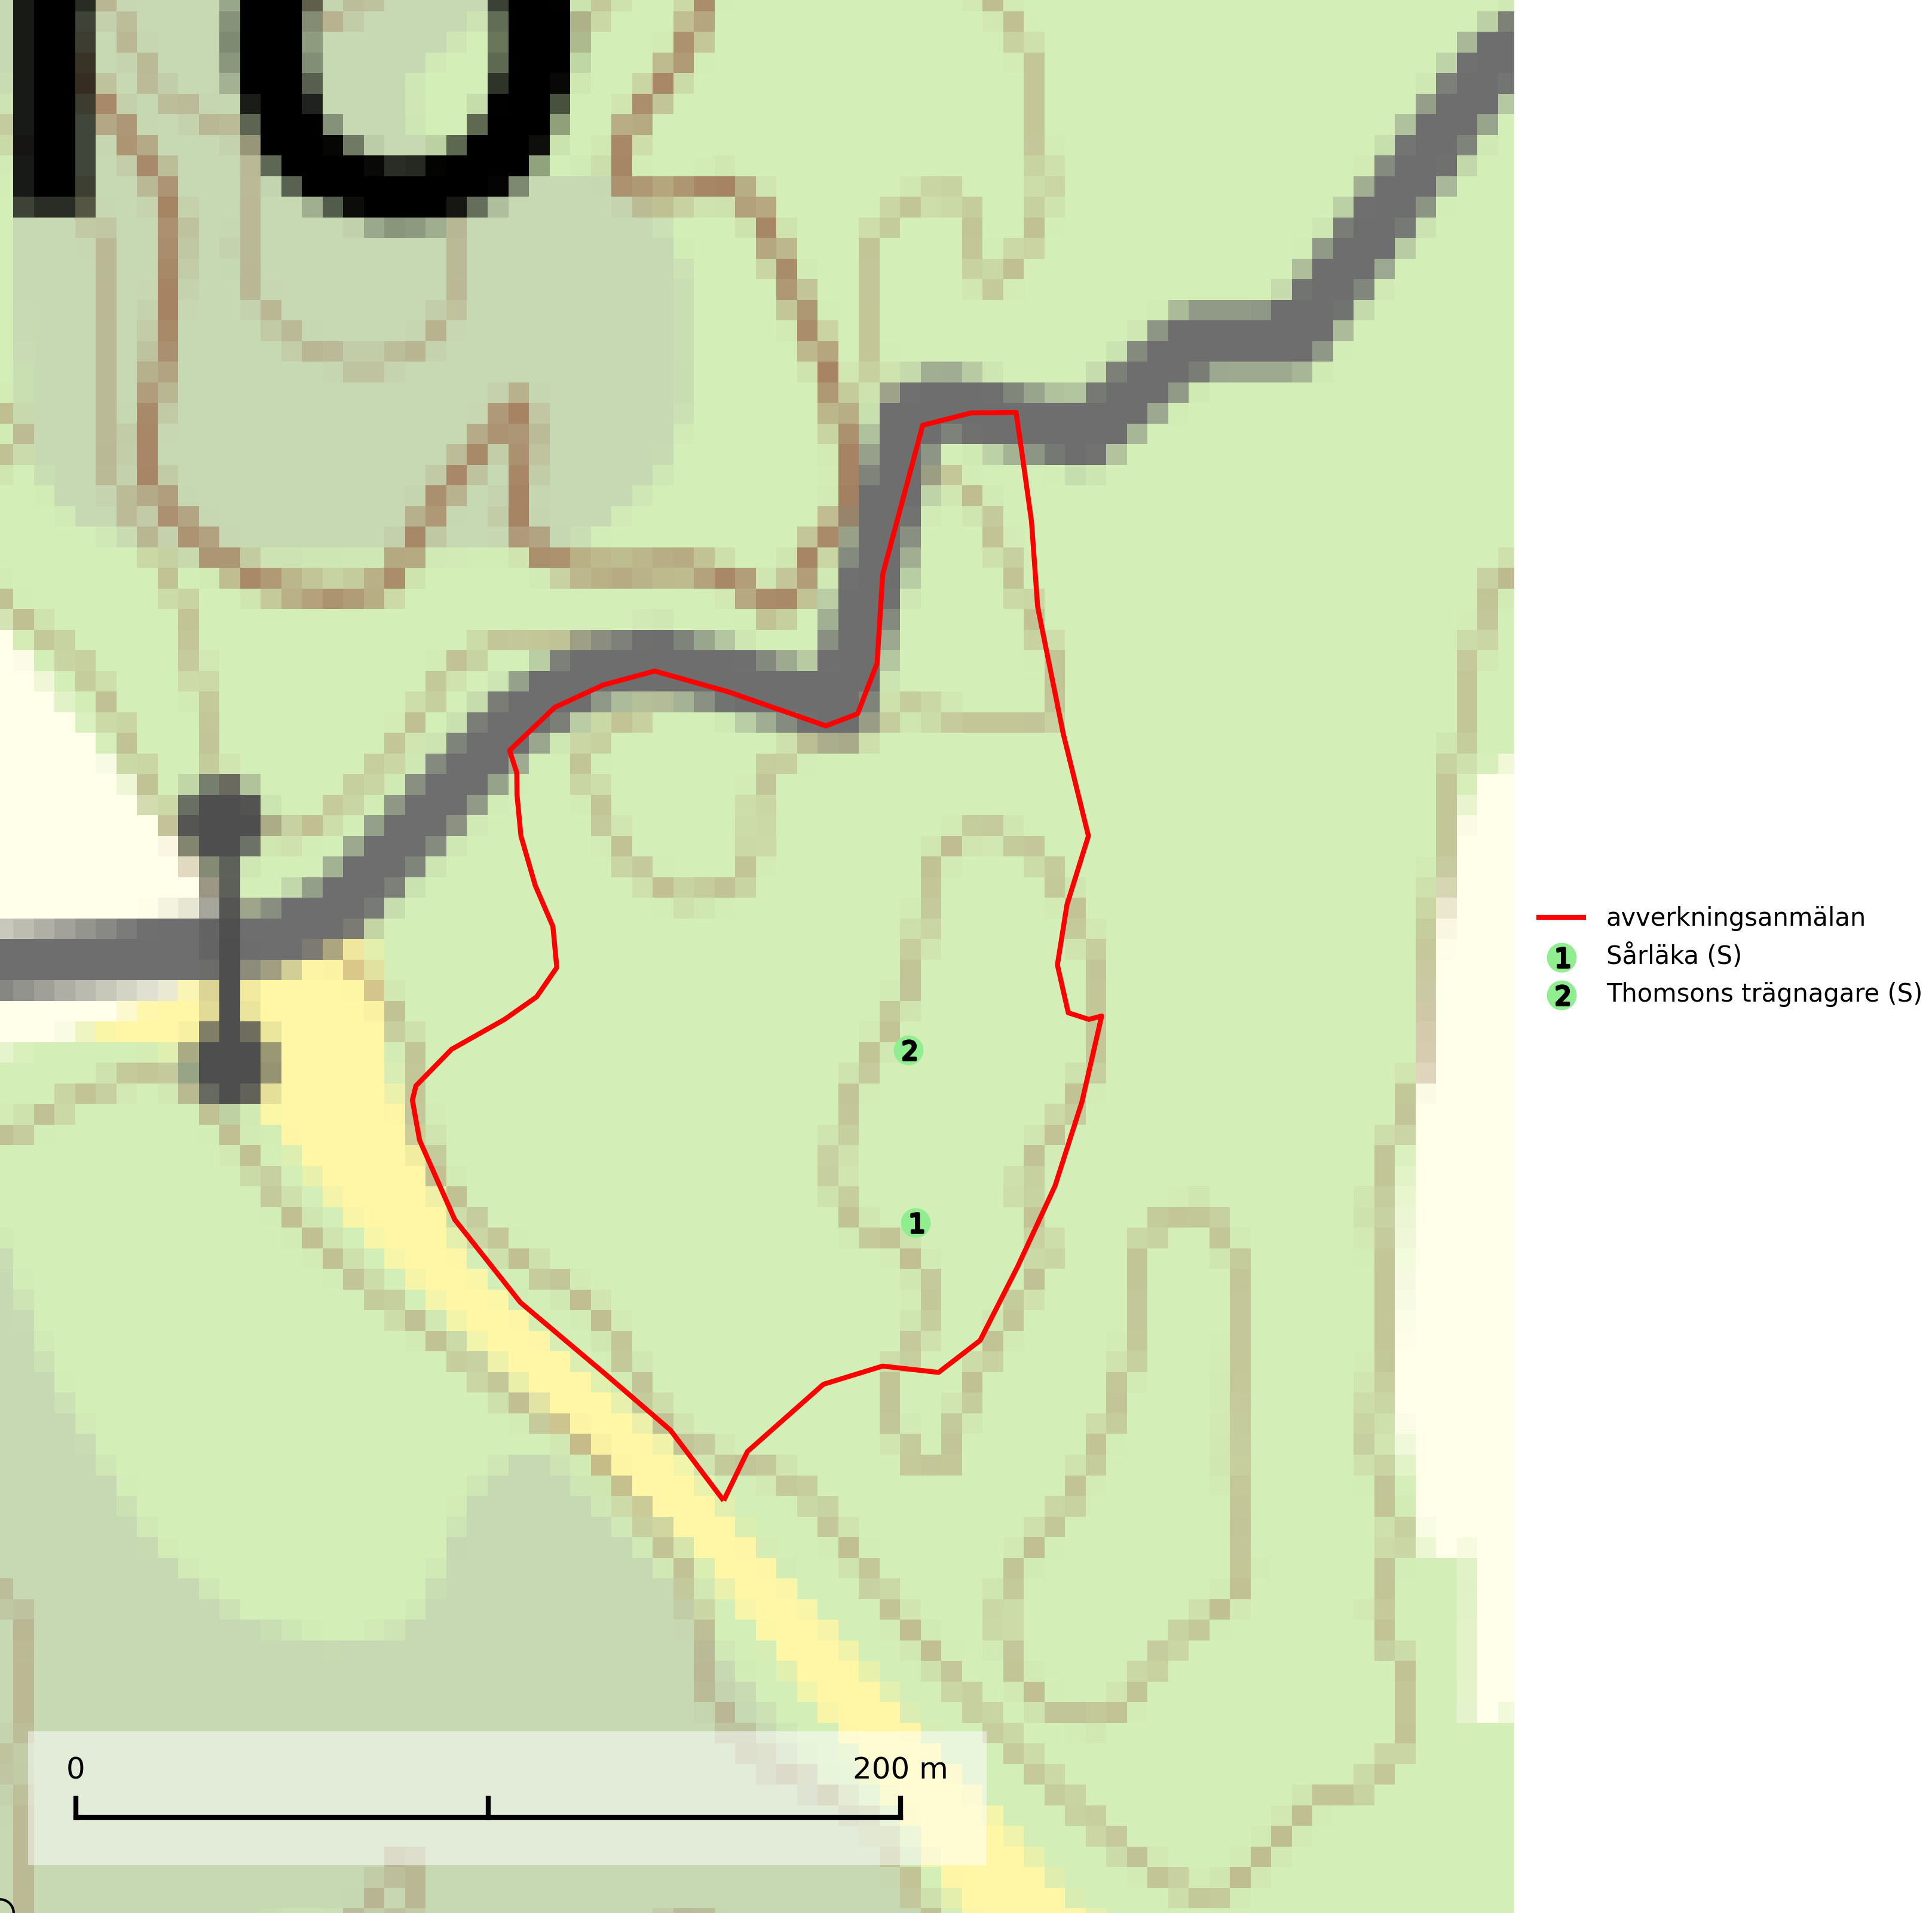 avverkningsanmälan
1 Sårläka (S)
2 Thomsons trägnagare (S)
2
1
0 200 m